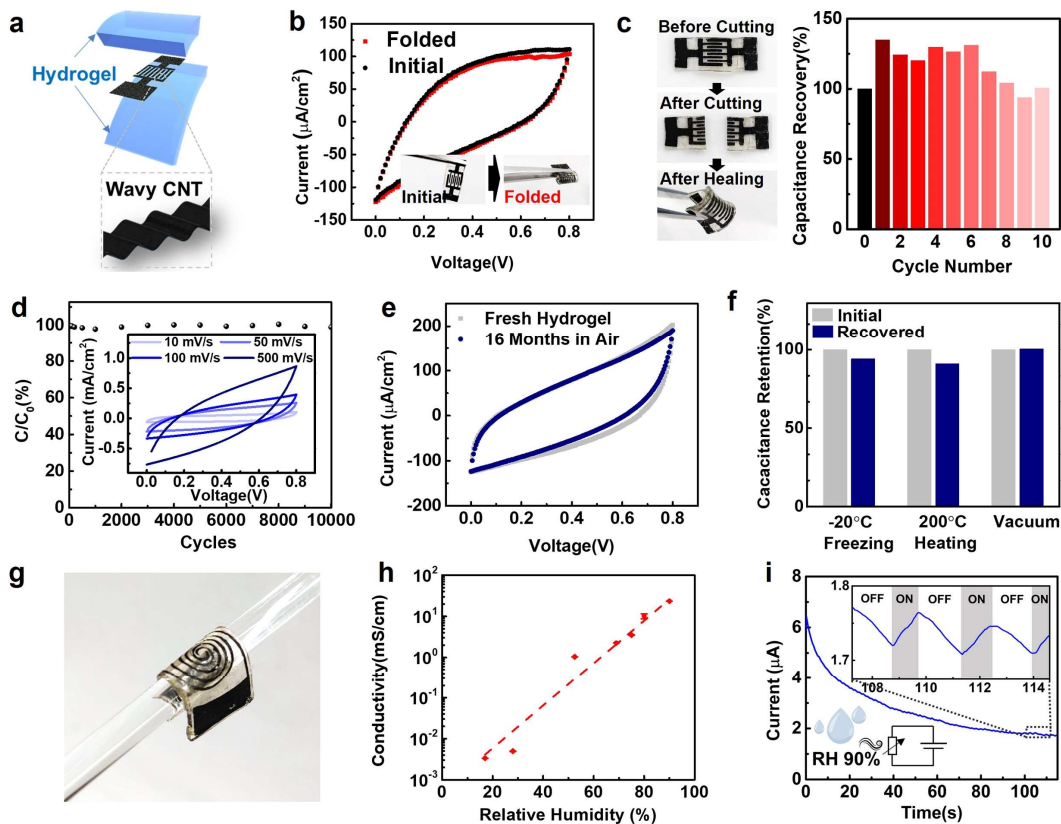 a
Hydrogel
Wavy CNT
b
Folded
Initial
Current (μA/cm²)
150
100
50
0
-50
-100
-150
Initial
Folded
0.0
0.2
0.4
0.6
0.8
Voltage(V)
c
Before Cutting
After Cutting
After Healing
Capacitance Recovery(%)
150
100
50
0
0
2
4
6
8
10
Cycle Number
d
C/C₀(%)
120
100
80
60
40
20
0
10 mV/s
50 mV/s
100 mV/s
500 mV/s
Current (mA/cm²)
1.0
0.5
0.0
-0.5
0.0
0.2
0.4
0.6
0.8
Voltage(V)
0
2000
4000
6000
8000
10000
Cycles
e
Fresh Hydrogel
16 Months in Air
Current (μA/cm²)
200
100
0
-100
-200
0.0
0.2
0.4
0.6
0.8
Voltage(V)
f
Initial
Recovered
Cacacitance Retention(%)
100
50
0
-20°C
Freezing
200°C
Heating
Vacuum
g
h
Conductivity(mS/cm)
10²
10¹
10⁰
10⁻¹
10⁻²
10⁻³
0
20
40
60
80
100
Relative Humidity (%)
i
Current (μA)
8
6
4
2
0
1.8
1.7
OFF
ON
OFF
ON
OFF
ON
108
110
112
114
RH 90%
0
20
40
60
80
100
Time(s)